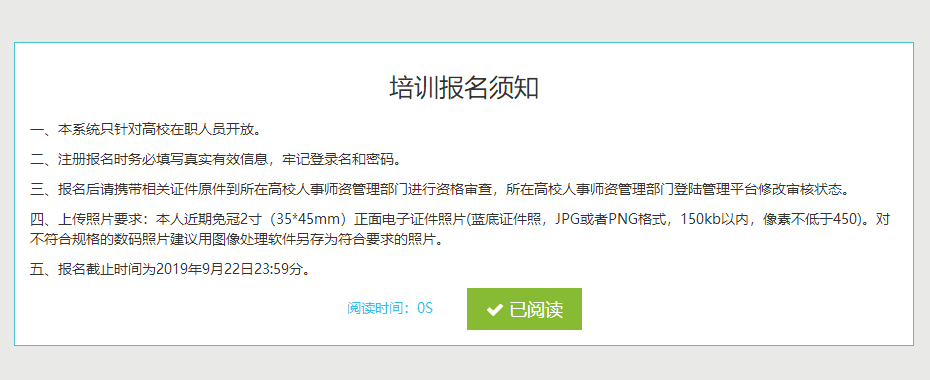 培训报名须知
一、本系统只针对高校在职人员开放。
二、注册报名时务必填写真实有效信息，牢记登录名和密码。
三、报名后请携带相关证件原件到所在高校人事师资管理部门进行资格审查，所在高校人事师资管理部门登陆管理平台修改审核状态。
四、上传照片要求：本人近期免冠2寸（35*45mm）正面电子证件照片(蓝底证件照，JPG或者PNG格式，150kb以内，像素不低于450)。对
不符合规格的数码照片建议用图像处理软件另存为符合要求的照片。
五、报名截止时间为2019年9月22日23:59分。
阅读时间：0S
已阅读